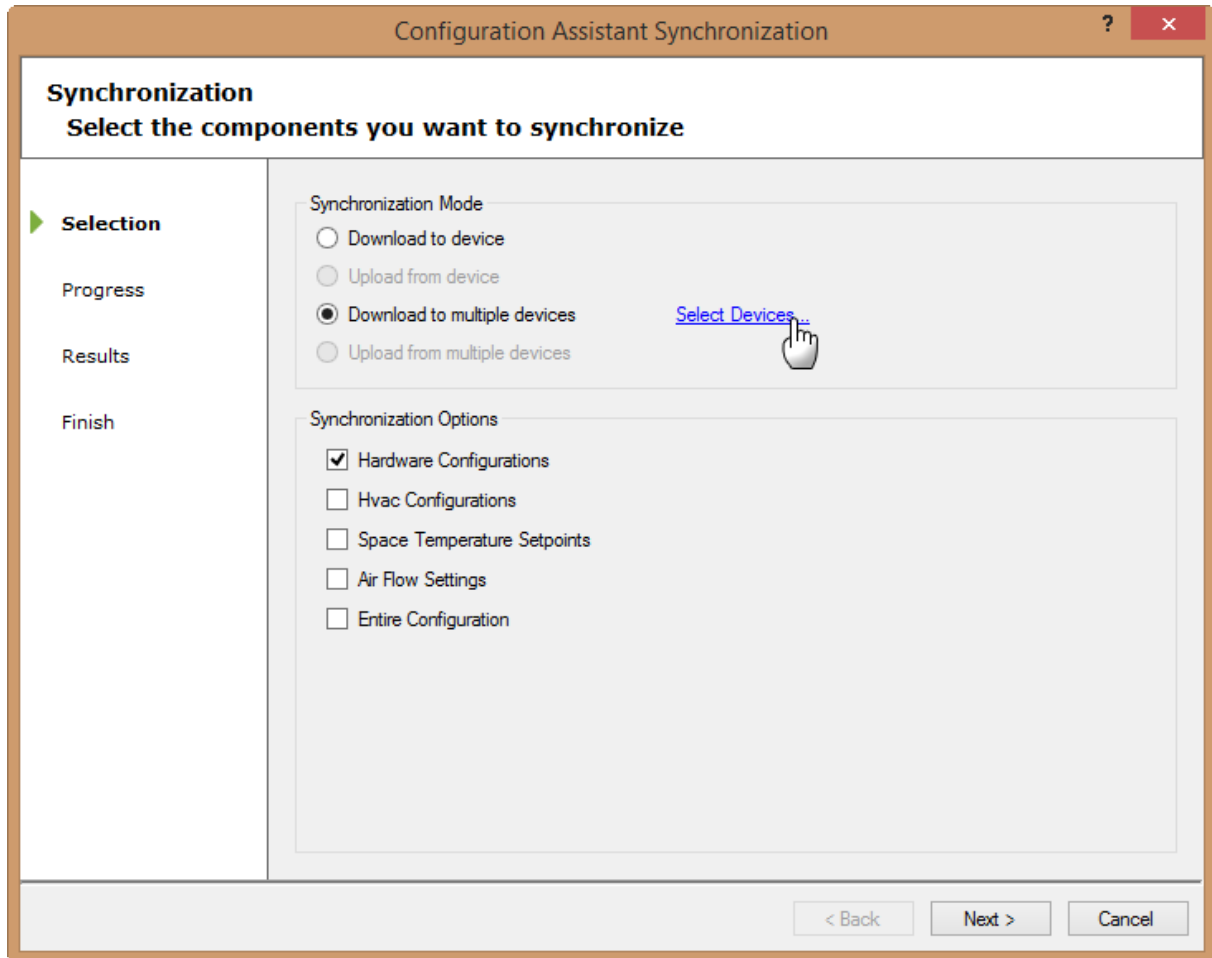 Configuration Assistant Synchronization
?
Synchronization
Select the components you want to synchronize
Selection
Progress
Results
Finish
Synchronization Mode
Download to device
Upload from device
Download to multiple devices Select Devices...
Upload from multiple devices
Synchronization Options
Hardware Configurations
Hvac Configurations
Space Temperature Setpoints
Air Flow Settings
Entire Configuration
< Back Next > Cancel